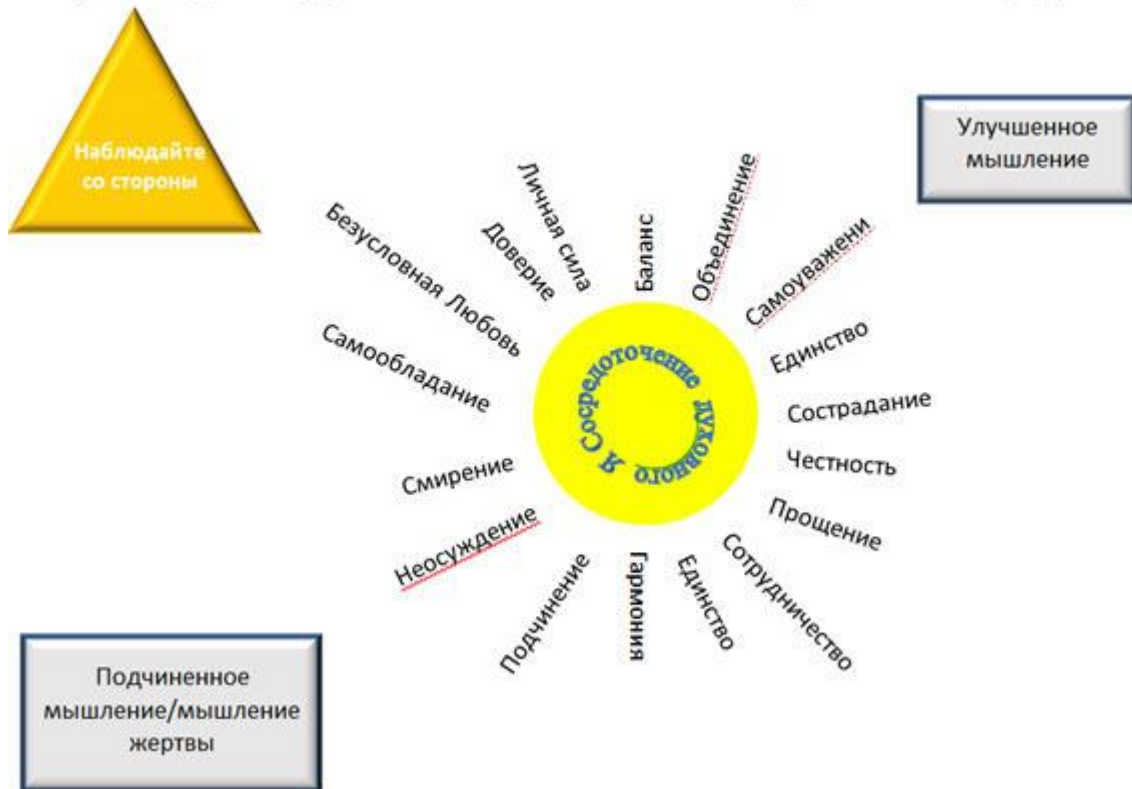 Наблюдайте
со стороны
Улучшенное
мышление
Безусловная Любовь
Доверие
Личная сила
Баланс
Объединение
Самоуважени
Единство
Сострадание
Честность
Прощение
Сотрудничество
Единство
Гармония
Подчинение
Неосуждение
Смирение
Самообладание
Сосредоточение духовного Я
Подчиненное
мышление/мышление
жертвы